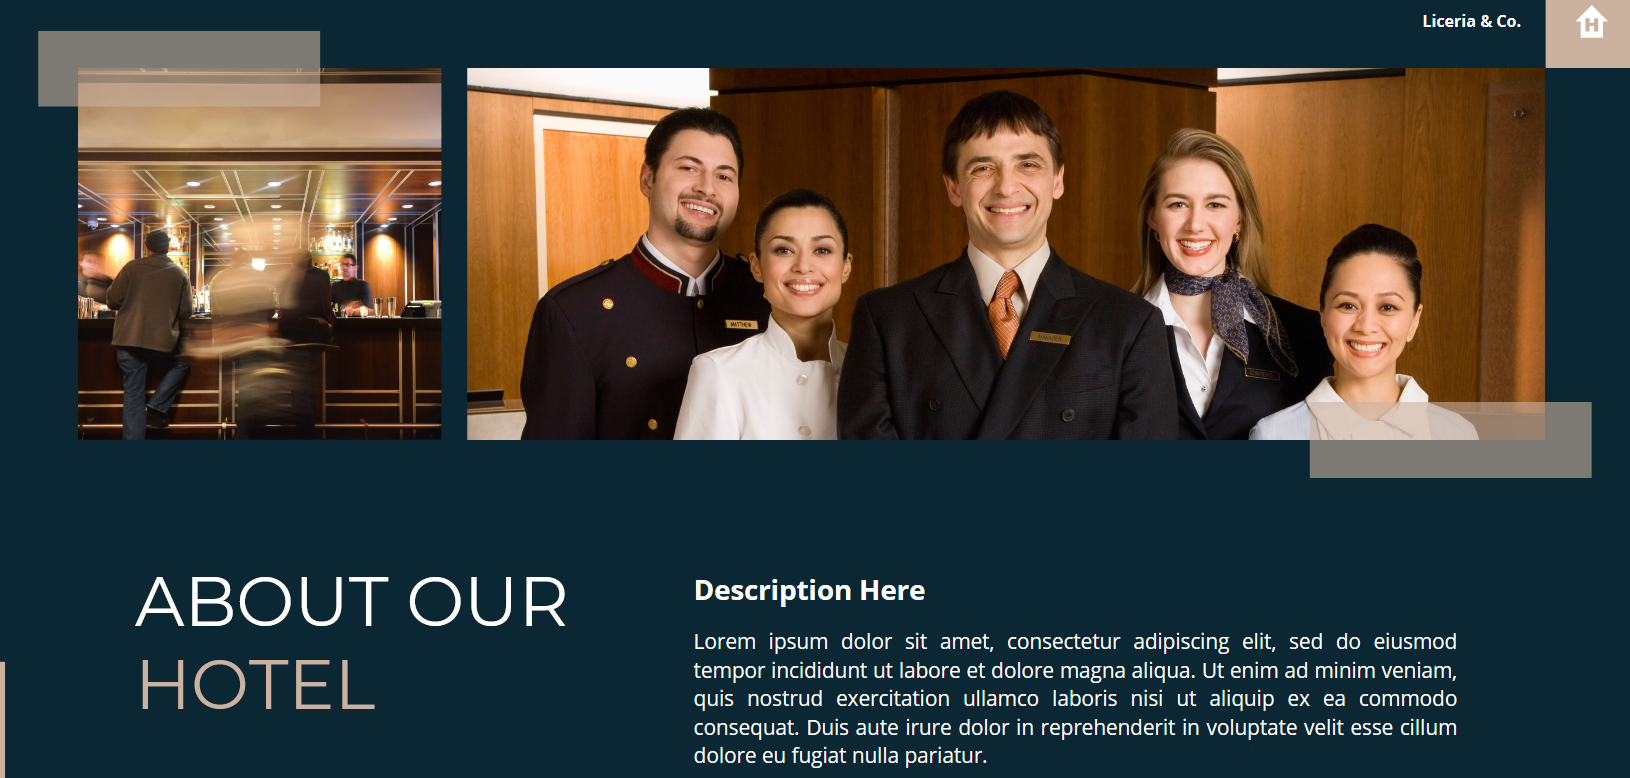 Liceria & Co.
H
MATTHEW
MANAGER
ABOUT OUR
HOTEL
Description Here
Lorem ipsum dolor sit amet, consectetur adipiscing elit, sed do eiusmod
tempor incididunt ut labore et dolore magna aliqua. Ut enim ad minim veniam,
quis nostrud exercitation ullamco laboris nisi ut aliquip ex ea commodo
consequat. Duis aute irure dolor in reprehenderit in voluptate velit esse cillum
dolore eu fugiat nulla pariatur.